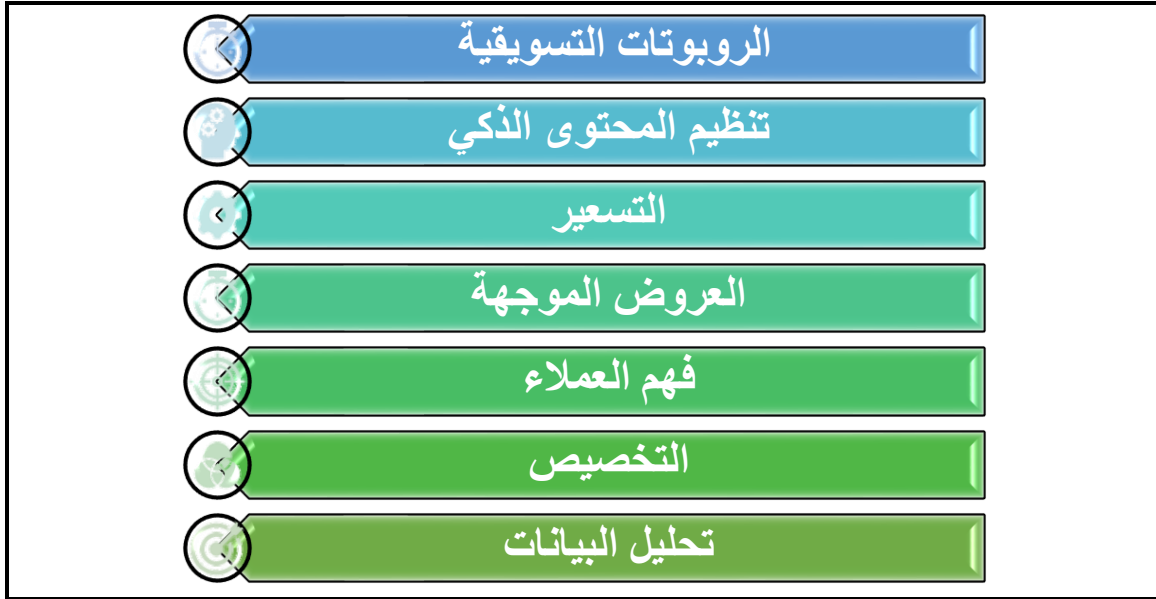 الروبوتات التسويقية
تنظيم المحتوى الذكي
التسعير
العروض الموجهة
فهم العملاء
التخصيص
تحليل البيانات